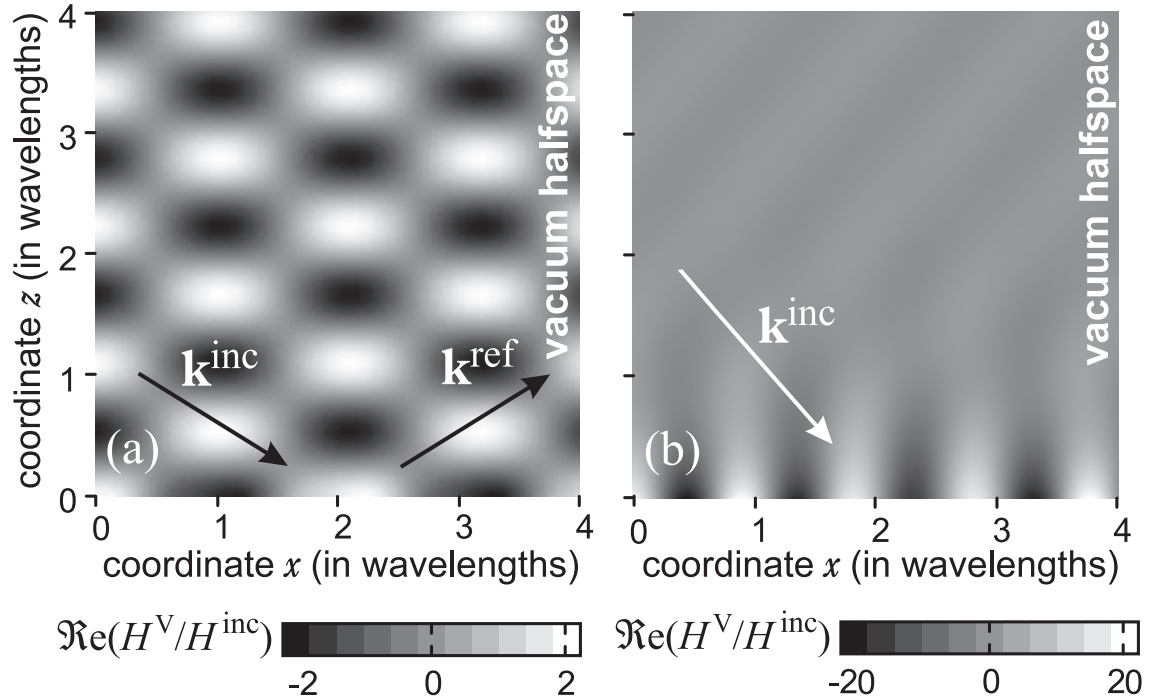 4
3
2
1
0
coordinate z (in wavelengths)
vacuum halfspace
k^inc
k^ref
(a)
0 1 2 3 4
coordinate x (in wavelengths)
ℜe(H^V/H^inc)
-2 0 2
vacuum halfspace
k^inc
(b)
0 1 2 3 4
coordinate x (in wavelengths)
ℜe(H^V/H^inc)
-20 0 20